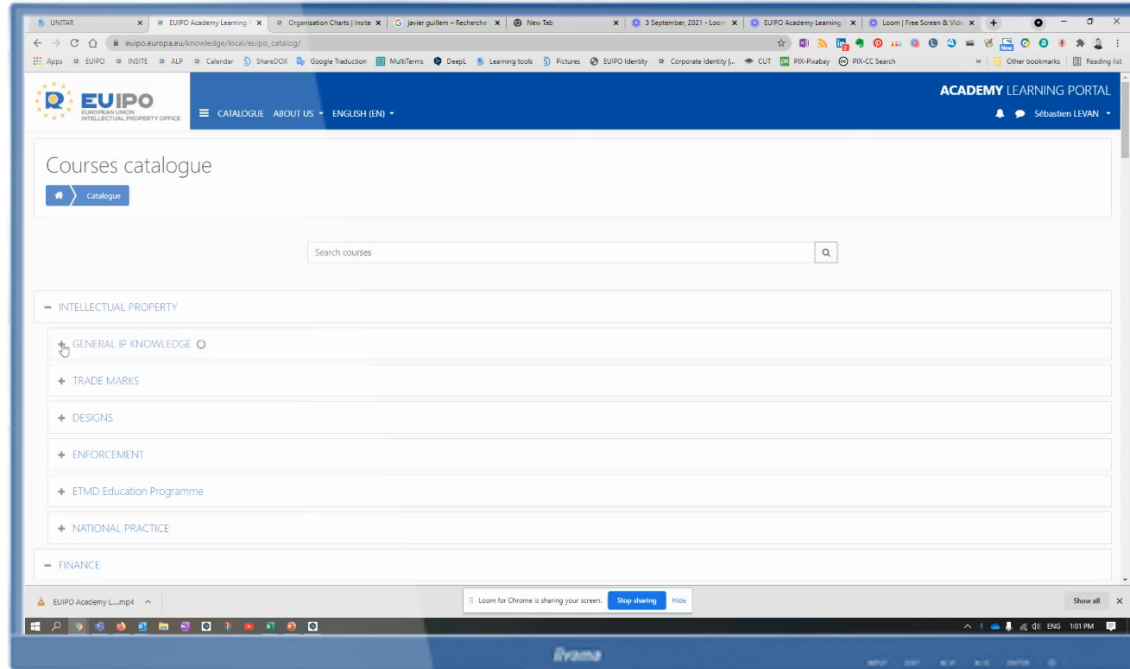 UNITAR
EUIPO Academy Learning
Organisation Charts | Insite
javier guillem – Recherche
New Tab
3 September, 2021 - Loom
EUIPO Academy Learning
Loom | Free Screen & Vide
euipo.europa.eu/knowledge/local/euipo_catalog/
Apps EUIPO INSITE ALP Calendar ShareDOX Google Traduction MultiTerms DeepL Learning tools Pictures EUIPO Identity Corporate Identity |... CUT PIX-Pixabay PIX-CC Search » Other bookmarks Reading list
ACADEMY LEARNING PORTAL
EUIPO
EUROPEAN UNION
INTELLECTUAL PROPERTY OFFICE
CATALOGUE ABOUT US ENGLISH (EN)
Sébastien LEVAN
Courses catalogue
Catalogue
Search courses
INTELLECTUAL PROPERTY
GENERAL IP KNOWLEDGE
TRADE MARKS
DESIGNS
ENFORCEMENT
ETMD Education Programme
NATIONAL PRACTICE
FINANCE
EUIPO Academy L....mp4
Loom for Chrome is sharing your screen. Stop sharing Hide
Show all
ENG 1:01 PM
iiyama